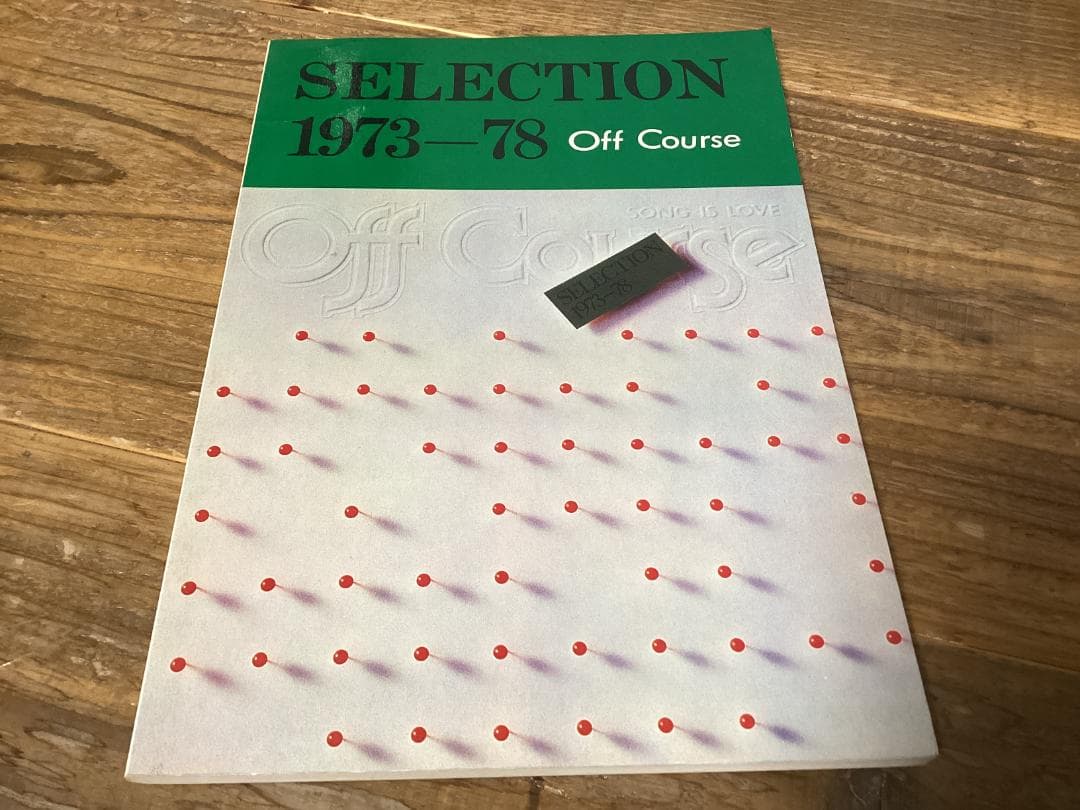 SELECTION
1973—78 Off Course
SONG IS LOVE
Off Course
SELECTION
1973—78